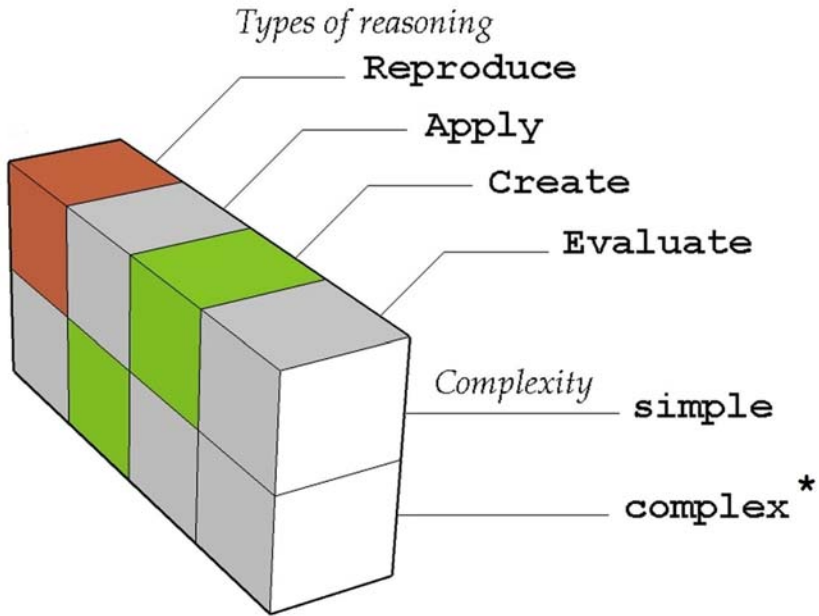 Types of reasoning
Reproduce
Apply
Create
Evaluate
Complexity
simple
complex*